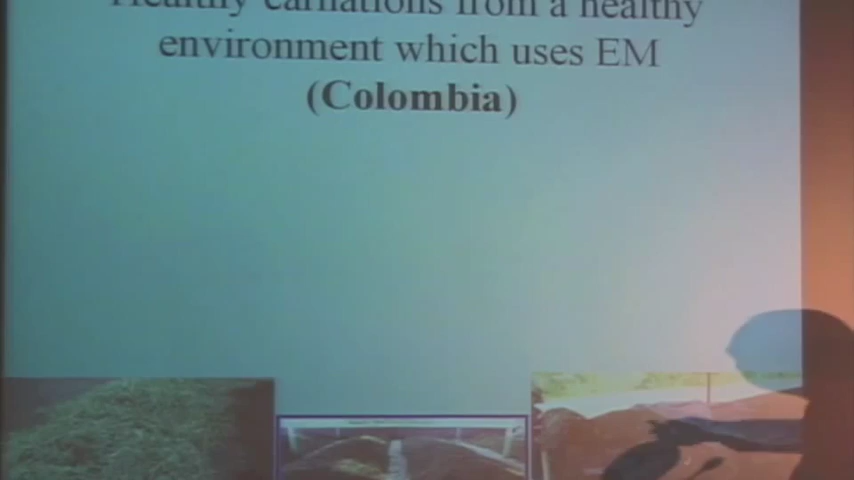 Healthy carnations from a healthy
environment which uses EM
(Colombia)